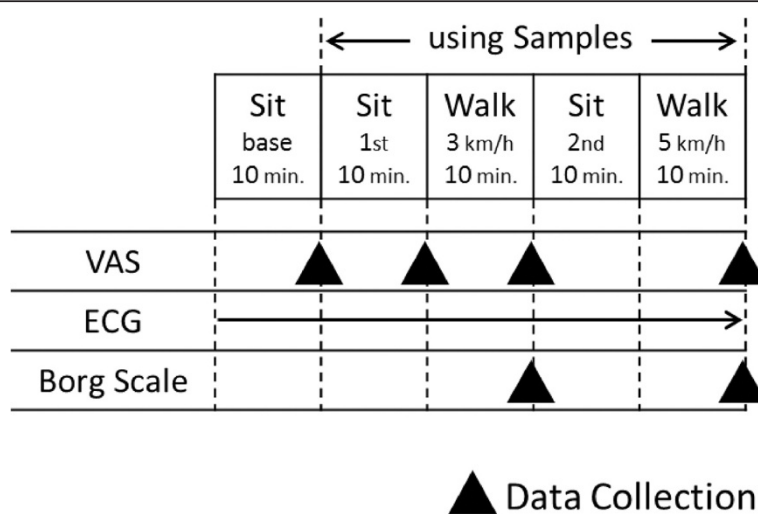 using Samples
Sit Sit Walk Sit Walk
base 1st 3 km/h 2nd 5 km/h
10 min. 10 min. 10 min. 10 min. 10 min.
VAS
ECG
Borg Scale
Data Collection